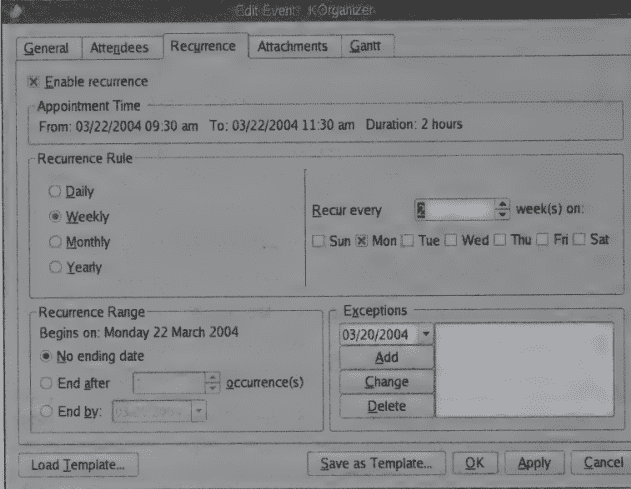 Edit Event - KOrganizer
General Attendees Recurrence Attachments Gantt
Enable recurrence
Appointment Time
From: 03/22/2004 09:30 am To: 03/22/2004 11:30 am Duration: 2 hours
Recurrence Rule
Daily
Weekly
Monthly
Yearly
Recur every 2 week(s) on:
Sun Mon Tue Wed Thu Fri Sat
Recurrence Range
Begins on: Monday 22 March 2004
No ending date
End after occurrence(s)
End by:
Exceptions
03/20/2004
Add
Change
Delete
Load Template...
Save as Template... OK Apply Cancel